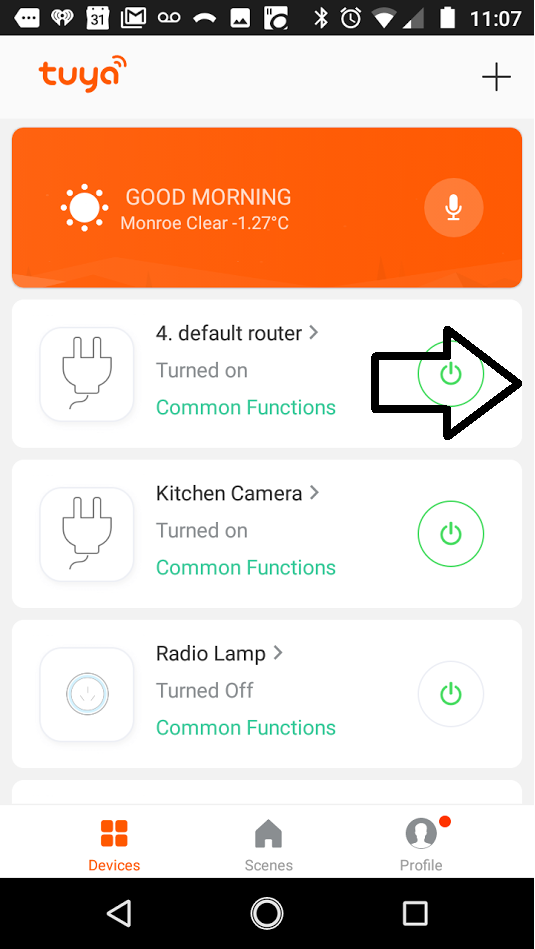 31
11:07
tuya
GOOD MORNING
Monroe Clear -1.27°C
4. default router
Turned on
Common Functions
Kitchen Camera
Turned on
Common Functions
Radio Lamp
Turned Off
Common Functions
Devices
Scenes
Profile